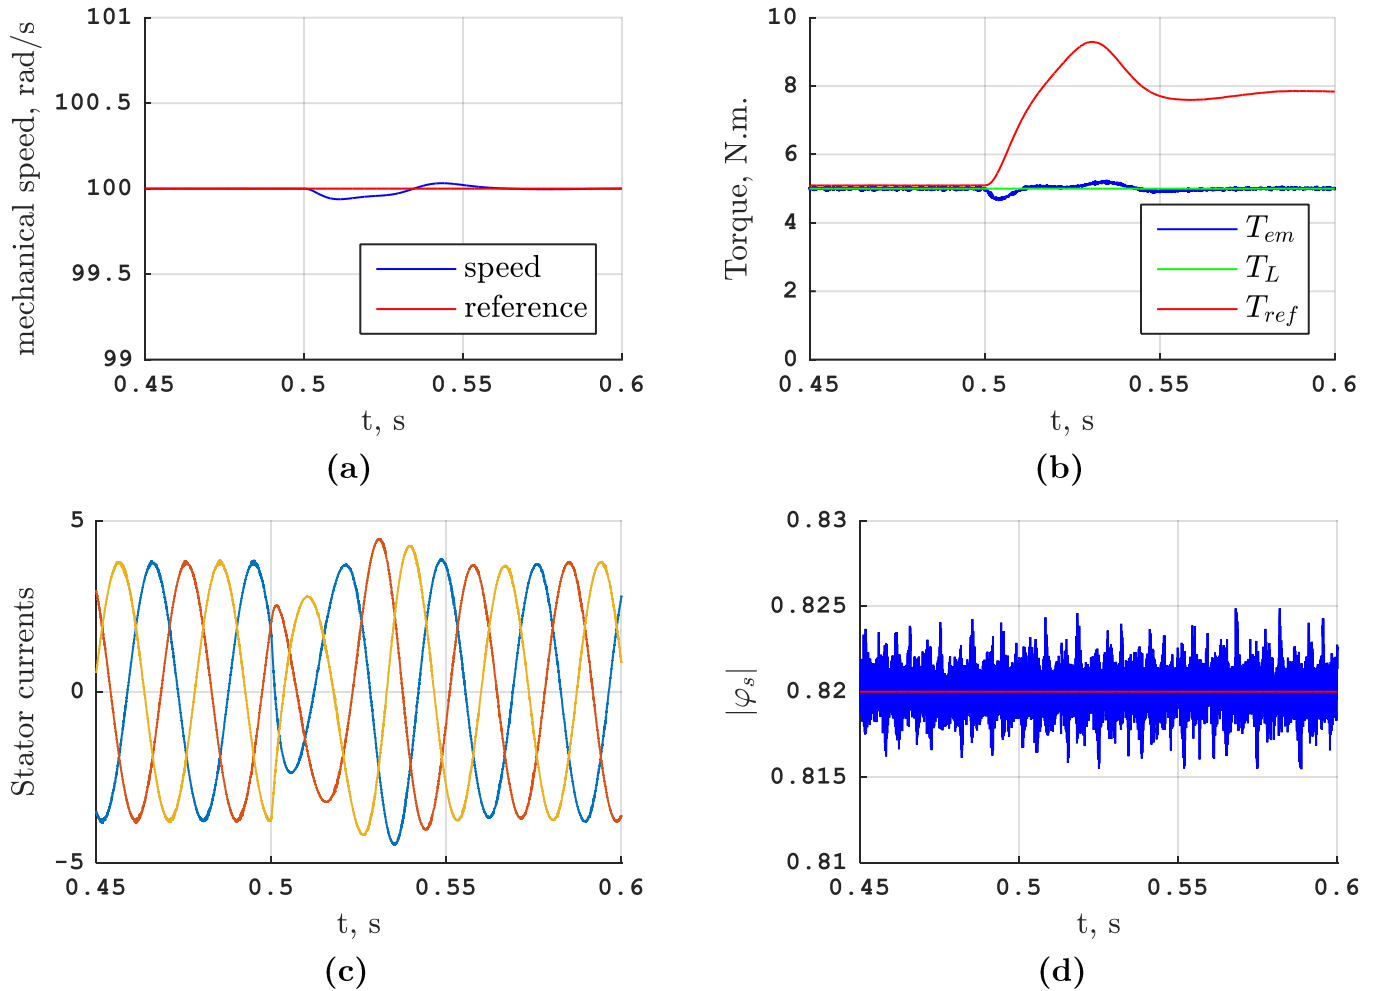 mechanical speed, rad/s
101
100.5
100
99.5
99
0.45 0.5 0.55 0.6
speed
reference
t, s
(a)
Torque, N.m.
10
8
6
4
2
0
0.45 0.5 0.55 0.6
T_em
T_L
T_ref
t, s
(b)
Stator currents
5
0
-5
0.45 0.5 0.55 0.6
t, s
(c)
|φ_s|
0.83
0.825
0.82
0.815
0.81
0.45 0.5 0.55 0.6
t, s
(d)